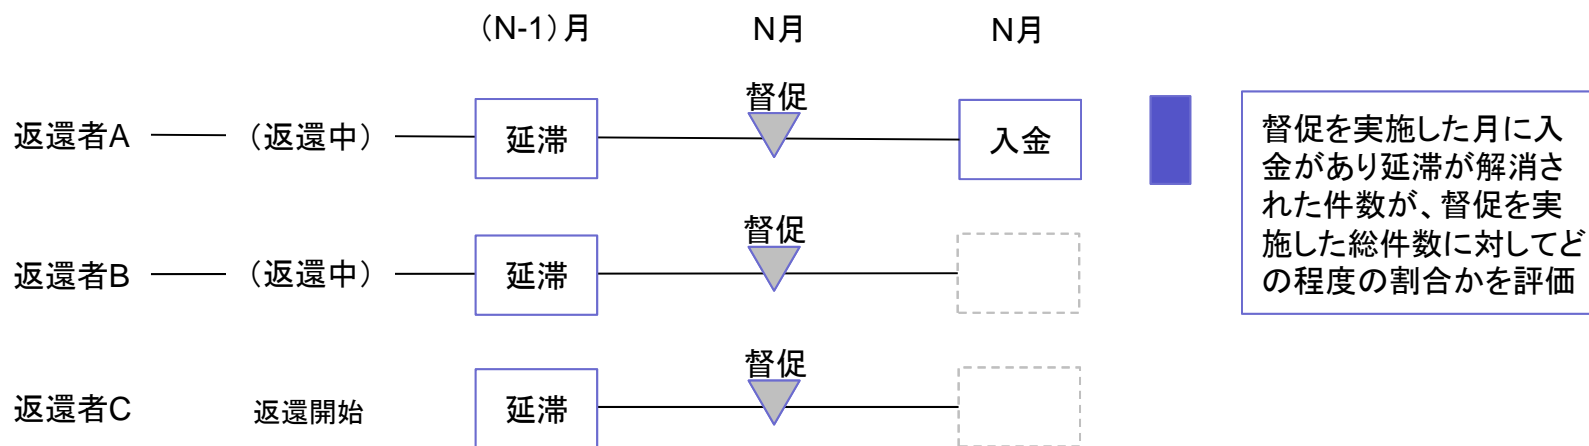 （N-1）月 N月 N月
督促
返還者A （返還中） 延滞 入金
督促を実施した月に入
金があり延滞が解消さ
れた件数が、督促を実
施した総件数に対してど
の程度の割合かを評価
督促
返還者B （返還中） 延滞
督促
返還者C 返還開始 延滞